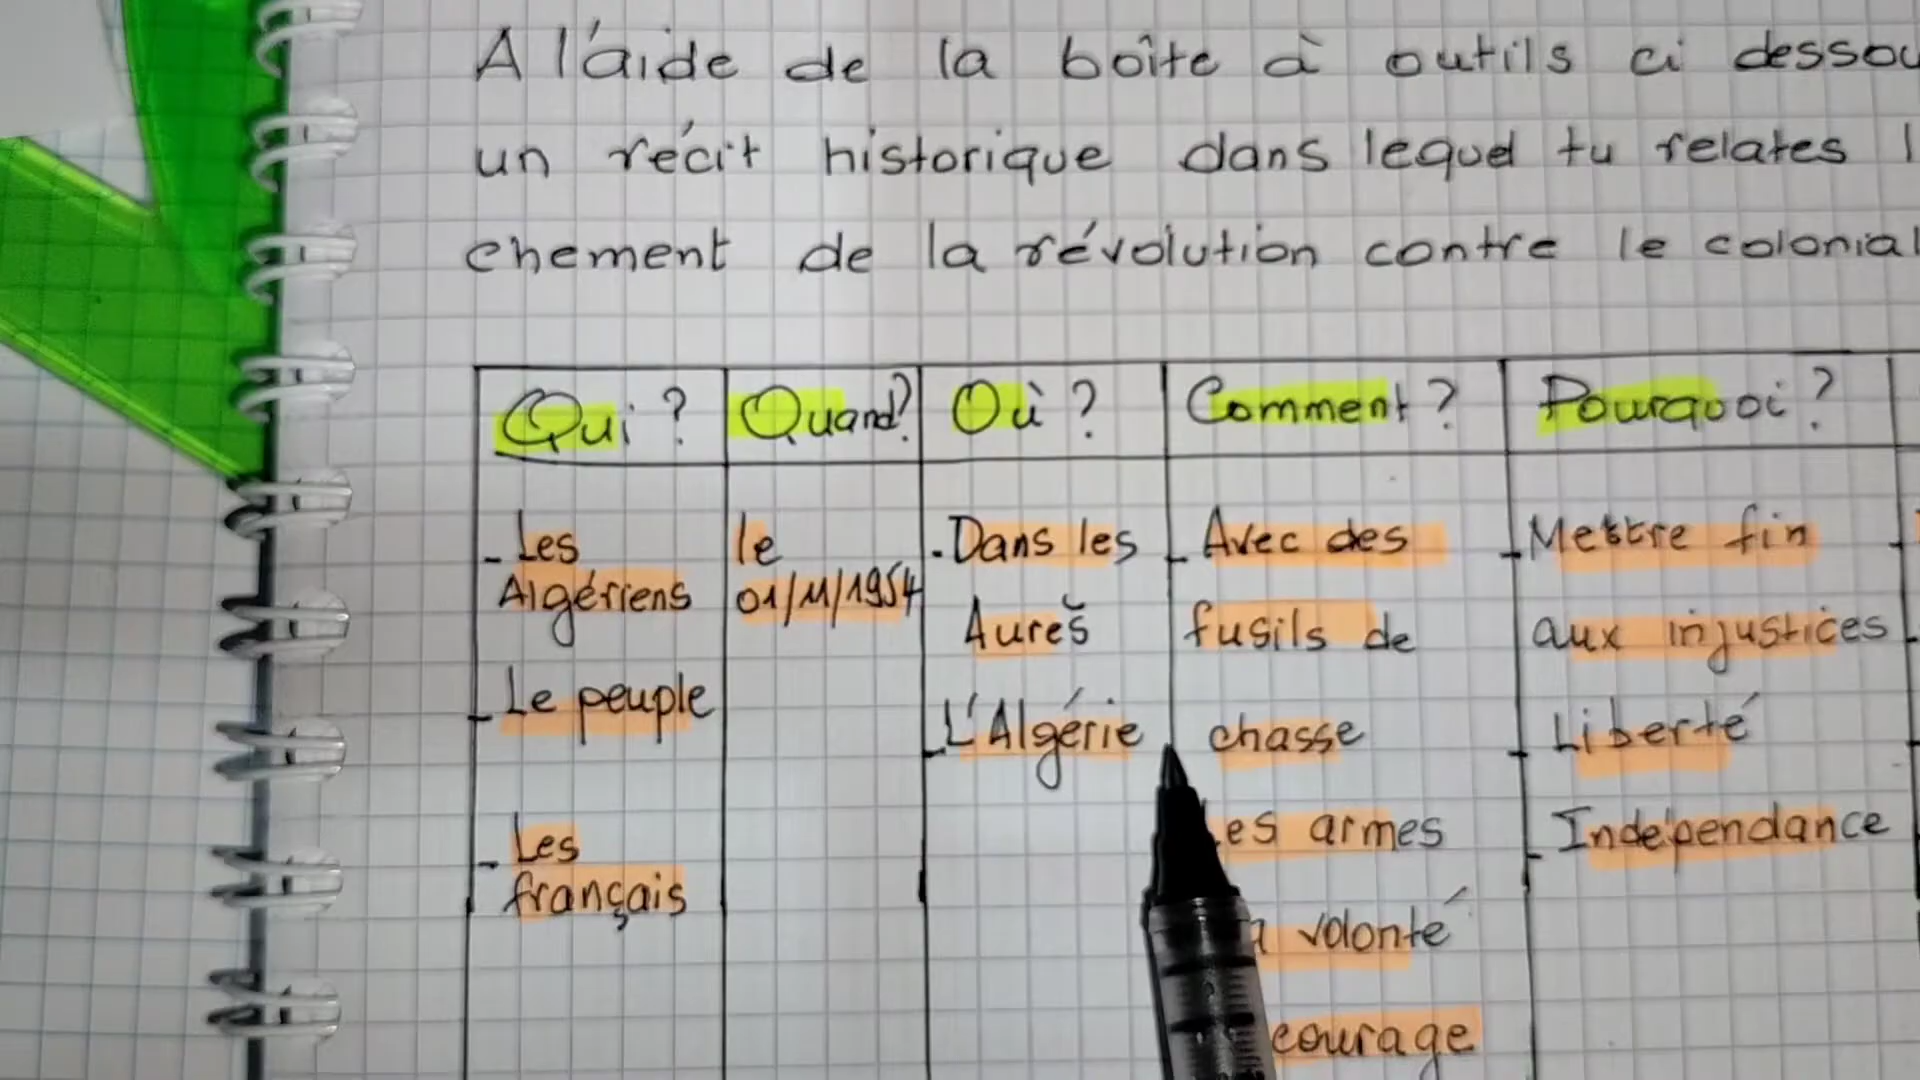 A l'aide de la boîte à outils ci dessou
un récit historique dans lequel tu relates l
chement de la révolution contre le colonial
Qui ? Quand? Où ? Comment ? Pourquoi ?
- Les
Algériens
- Le peuple
- Les
français
le
01/11/1954
- Dans les
Aurès
- L'Algérie
- Avec des
fusils de
chasse
Les armes
volonté
courage
- Mettre fin
aux injustices
- Liberté
- Indépendance